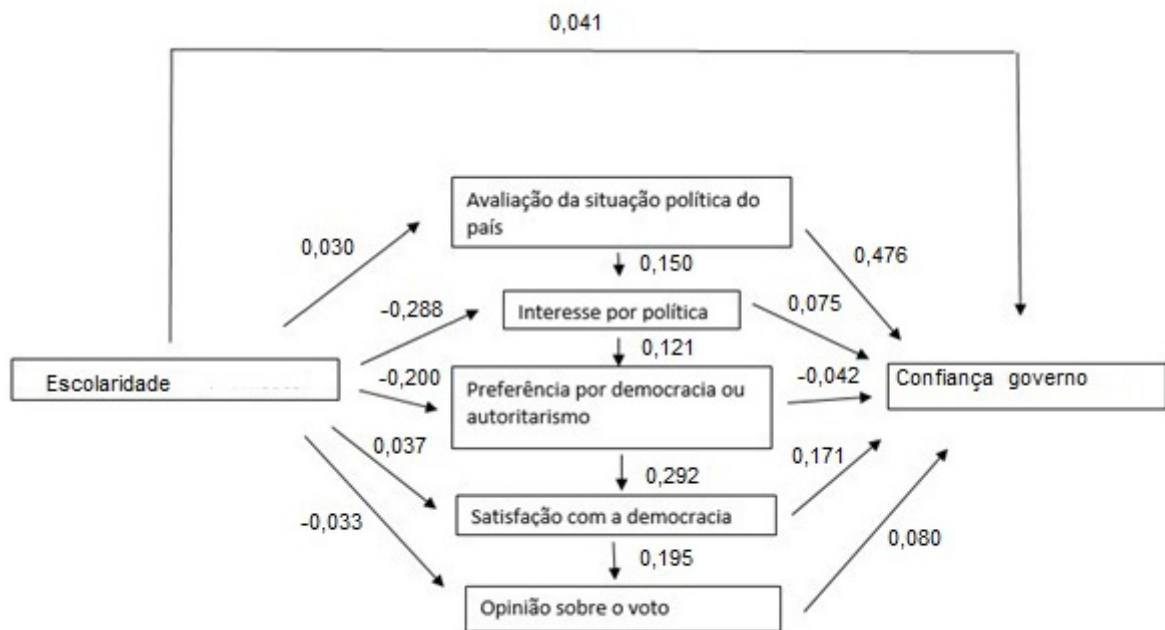 0,041
Avaliação da situação política do
país
0,030
0,476
0,150
-0,288
Interesse por política
0,075
0,121
Escolaridade
-0,200
Preferência por democracia ou
autoritarismo
-0,042
Confiança governo
0,037
0,292
0,171
Satisfação com a democracia
-0,033
0,195
0,080
Opinião sobre o voto